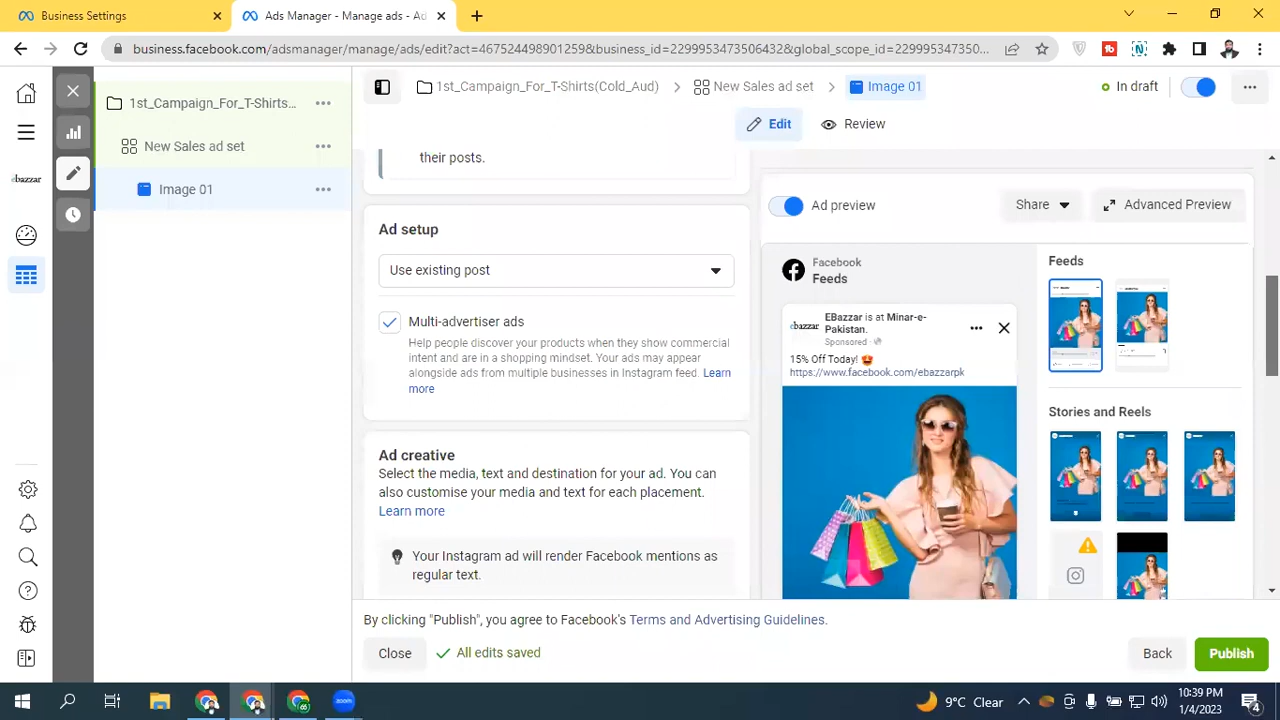 Business Settings
Ads Manager - Manage ads - Ad
business.facebook.com/adsmanager/manage/ads/edit?act=467524498901259&business_id=2299953473506432&global_scope_id=229995347350...
1st_Campaign_For_T-Shirts...
New Sales ad set
Image 01
ebazzar
1st_Campaign_For_T-Shirts(Cold_Aud)
New Sales ad set
Image 01
In draft
Edit
Review
their posts.
Ad setup
Use existing post
Multi-advertiser ads
Help people discover your products when they show commercial
intent and are in a shopping mindset. Your ads may appear
alongside ads from multiple businesses in Instagram feed. Learn
more
Ad creative
Select the media, text and destination for your ad. You can
also customise your media and text for each placement.
Learn more
Your Instagram ad will render Facebook mentions as
regular text.
Ad preview
Share
Advanced Preview
Facebook
Feeds
ebazzar
EBazzar is at Minar-e-
Pakistan.
Sponsored ·
15% Off Today! 😍
https://www.facebook.com/ebazzarpk
Feeds
Stories and Reels
By clicking "Publish", you agree to Facebook's Terms and Advertising Guidelines.
Close
All edits saved
Back
Publish
zoom
9°C Clear
10:39 PM
1/4/2023
4